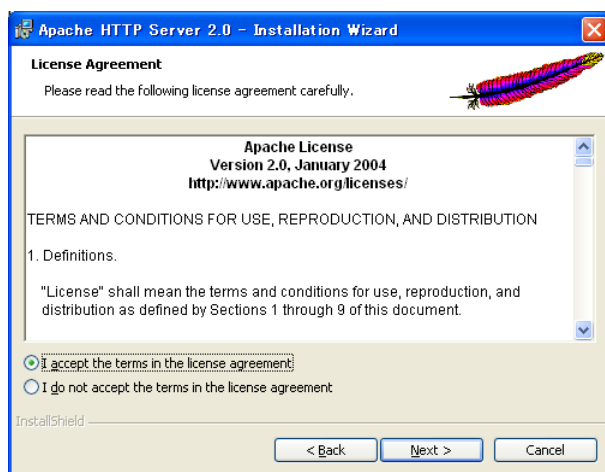 Apache HTTP Server 2.0 - Installation Wizard
License Agreement
Please read the following license agreement carefully.
Apache License
Version 2.0, January 2004
http://www.apache.org/licenses/
TERMS AND CONDITIONS FOR USE, REPRODUCTION, AND DISTRIBUTION
1. Definitions.
"License" shall mean the terms and conditions for use, reproduction, and
distribution as defined by Sections 1 through 9 of this document.
I accept the terms in the license agreement
I do not accept the terms in the license agreement
InstallShield
< Back
Next >
Cancel